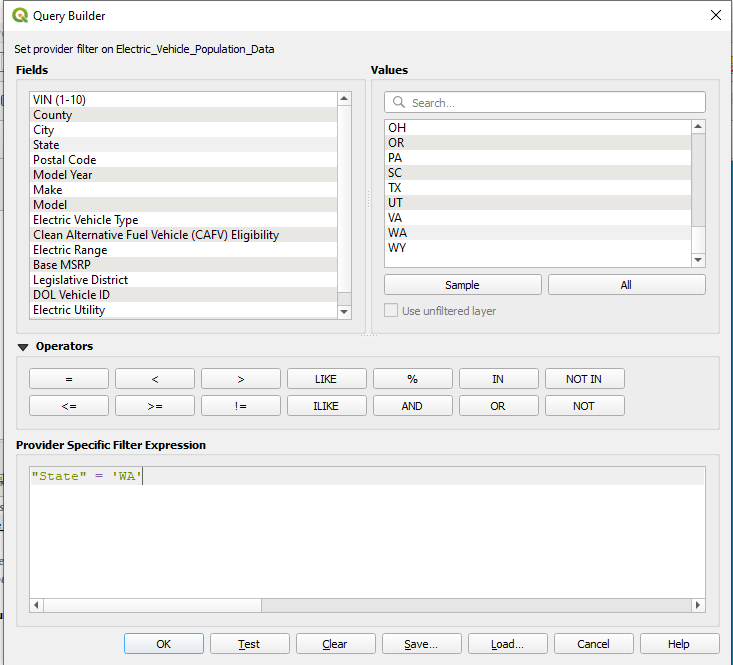 Query Builder
Set provider filter on Electric_Vehicle_Population_Data
Fields
VIN (1-10)
County
City
State
Postal Code
Model Year
Make
Model
Electric Vehicle Type
Clean Alternative Fuel Vehicle (CAFV) Eligibility
Electric Range
Base MSRP
Legislative District
DOL Vehicle ID
Electric Utility
Values
Search...
OH
OR
PA
SC
TX
UT
VA
WA
WY
Sample All
Use unfiltered layer
Operators
= < > LIKE % IN NOT IN
<= >= != ILIKE AND OR NOT
Provider Specific Filter Expression
"State" = 'WA'
OK Test Clear Save... Load... Cancel Help